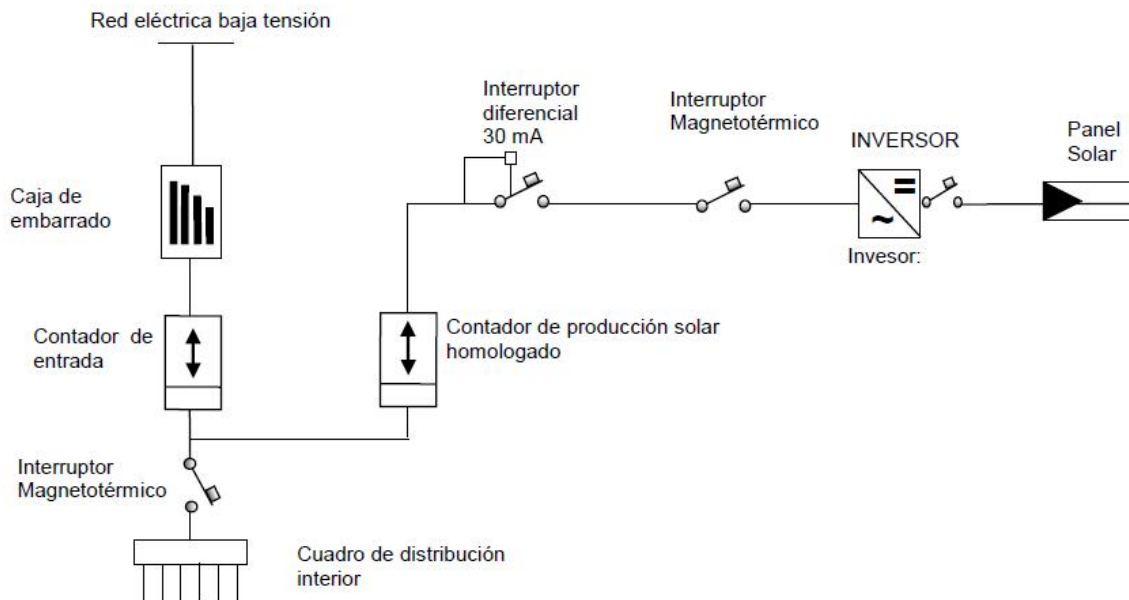 Red eléctrica baja tensión
Interruptor
diferencial
30 mA
Interruptor
Magnetotérmico
INVERSOR
Panel
Solar
Caja de
embarrado
Invesor:
Contador de
entrada
Contador de producción solar
homologado
Interruptor
Magnetotérmico
Cuadro de distribución
interior